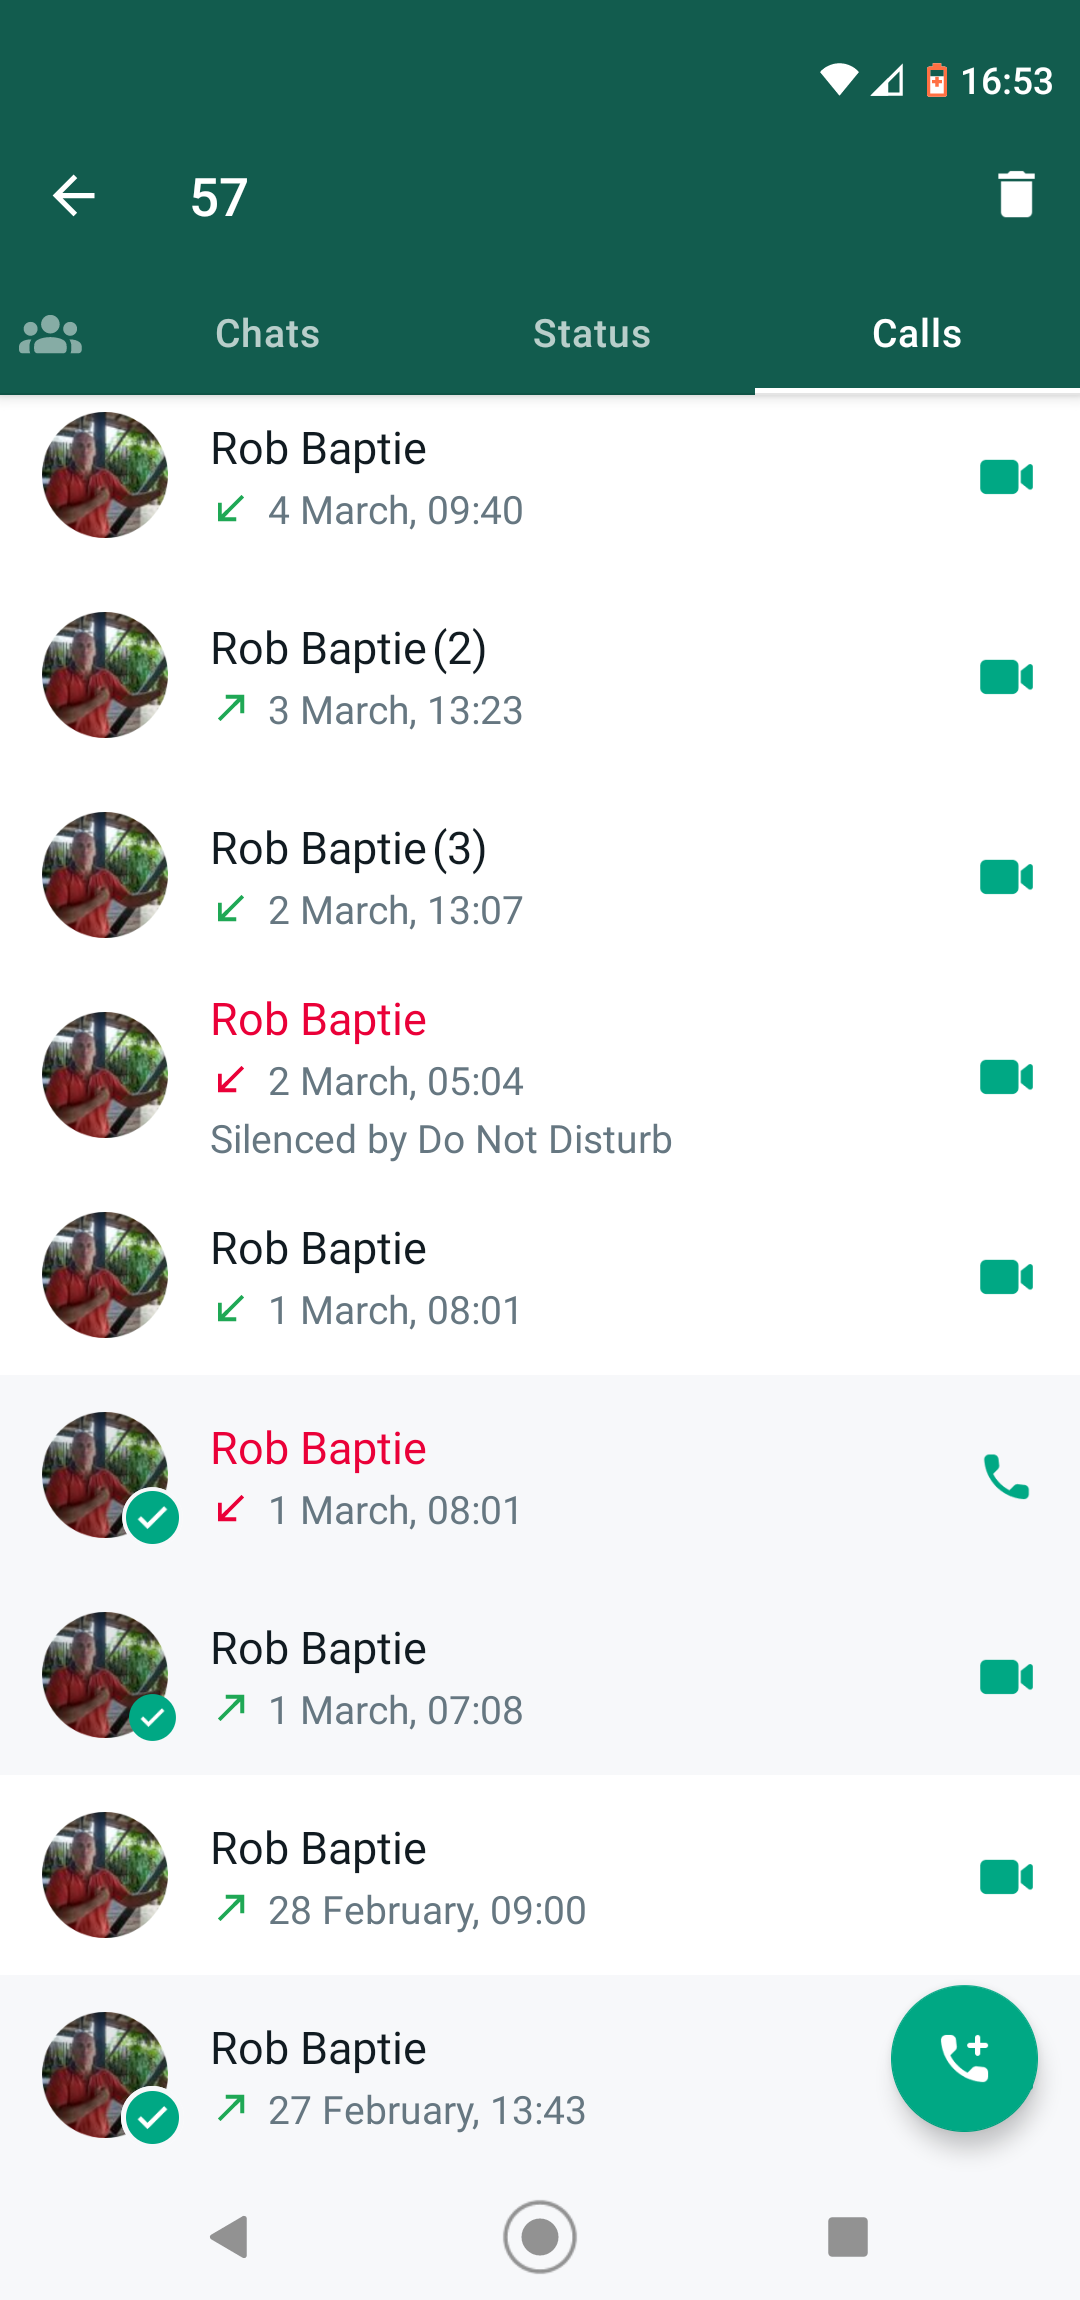 16:53
57
Chats
Status
Calls
Rob Baptie
4 March, 09:40
Rob Baptie (2)
3 March, 13:23
Rob Baptie (3)
2 March, 13:07
Rob Baptie
2 March, 05:04
Silenced by Do Not Disturb
Rob Baptie
1 March, 08:01
Rob Baptie
1 March, 08:01
Rob Baptie
1 March, 07:08
Rob Baptie
28 February, 09:00
Rob Baptie
27 February, 13:43